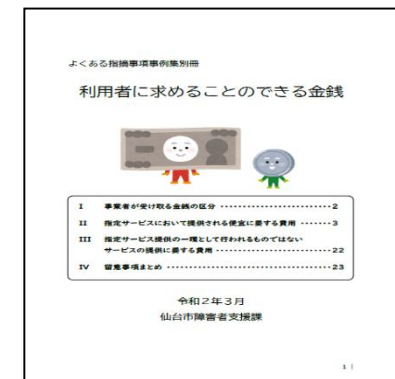 よくある指摘事項事例集別冊
利用者に求めることのできる金銭
I 事業者が受け取る金銭の区分 ・・・・・・・・・・・・・・・・・・・・・・・・2
II 指定サービスにおいて提供される便宜に要する費用 ・・・・・・・3
III 指定サービス提供の一環として行われるものではない
サービスの提供に要する費用 ・・・・・・・・・・・・・・・・・・・・・・・22
IV 留意事項まとめ ・・・・・・・・・・・・・・・・・・・・・・・・・・・・・・・・・23
令和2年3月
仙台市障害者支援課
1 |